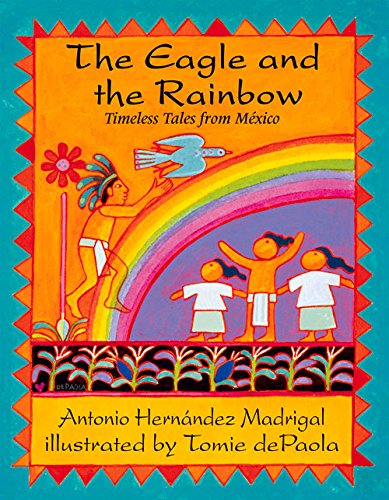 The Eagle and
the Rainbow
Timeless Tales from México
DEPAOLA
Antonio Hernández Madrigal
illustrated by Tomie dePaola